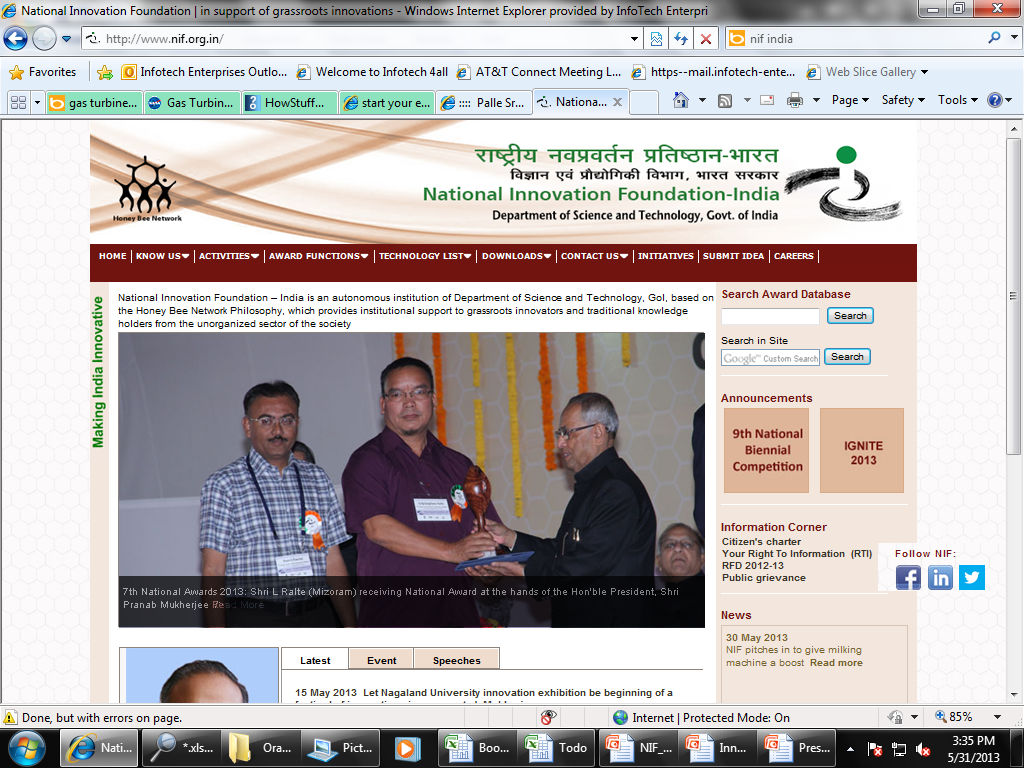 National Innovation Foundation | in support of grassroots innovations - Windows Internet Explorer provided by InfoTech Enterpri
http://www.nif.org.in/
nif india
Favorites
Infotech Enterprises Outlo...
Welcome to Infotech 4all
AT&T Connect Meeting L...
https--mail.infotech-ente...
Web Slice Gallery
gas turbine...
Gas Turbin...
HowStuff...
start your e...
:::: Palle Sr...
Nationa...
Page
Safety
Tools
Honey Bee Network
राष्ट्रीय नवप्रवर्तन प्रतिष्ठान-भारत
विज्ञान एवं प्रौद्योगिकी विभाग, भारत सरकार
National Innovation Foundation-India
Department of Science and Technology, Govt. of India
HOME | KNOW US | ACTIVITIES | AWARD FUNCTIONS | TECHNOLOGY LIST | DOWNLOADS | CONTACT US | INITIATIVES | SUBMIT IDEA | CAREERS |
Making India Innovative
National Innovation Foundation – India is an autonomous institution of Department of Science and Technology, GoI, based on
the Honey Bee Network Philosophy, which provides institutional support to grassroots innovators and traditional knowledge
holders from the unorganized sector of the society
7th National Awards 2013: Shri L Ralte (Mizoram) receiving National Award at the hands of the Hon'ble President, Shri
Pranab Mukherjee Read More
Latest
Event
Speeches
15 May 2013 Let Nagaland University innovation exhibition be beginning of a
Search Award Database
Search
Search in Site
Google™ Custom Search
Search
Announcements
9th National
Biennial
Competition
IGNITE
2013
Information Corner
Citizen's charter
Your Right To Information (RTI)
RFD 2012-13
Public grievance
Follow NIF:
News
30 May 2013
NIF pitches in to give milking
machine a boost Read more
Done, but with errors on page.
Internet | Protected Mode: On
85%
Nati...
*.xls...
Ora...
Pict...
Boo...
Todo
NIF_...
Inn...
Pres...
3:35 PM
5/31/2013